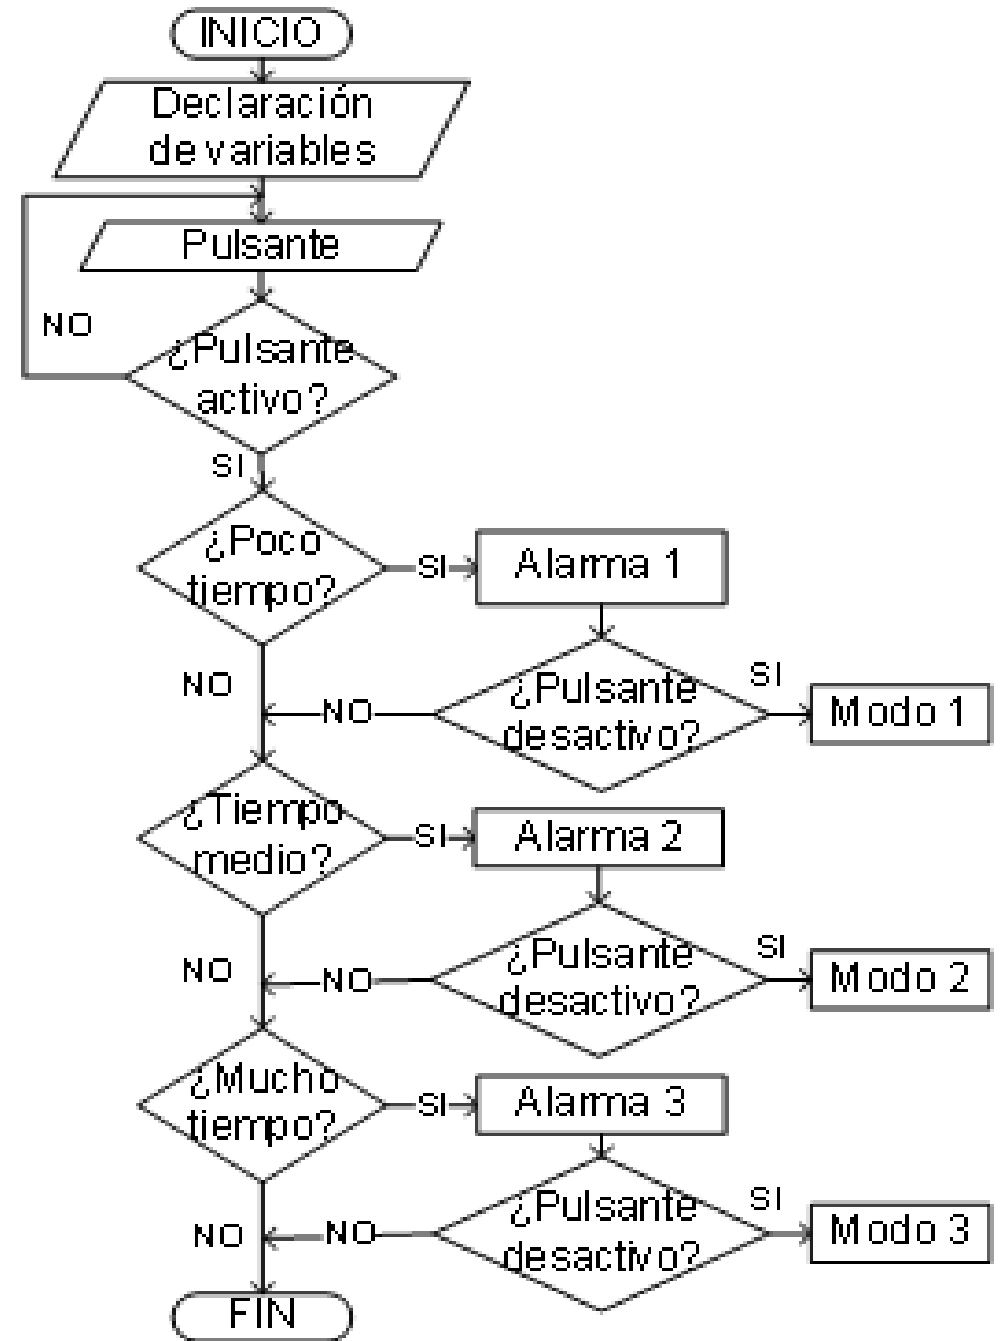 INICIO
Declaración
de variables
Pulsante
NO
¿Pulsante
activo?
SI
¿Poco
tiempo?
SI
Alarma 1
NO
¿Pulsante
desactivo?
NO
SI
Modo 1
¿Tiempo
medio?
SI
Alarma 2
NO
¿Pulsante
desactivo?
NO
SI
Modo 2
¿Mucho
tiempo?
SI
Alarma 3
NO
¿Pulsante
desactivo?
NO
SI
Modo 3
FIN